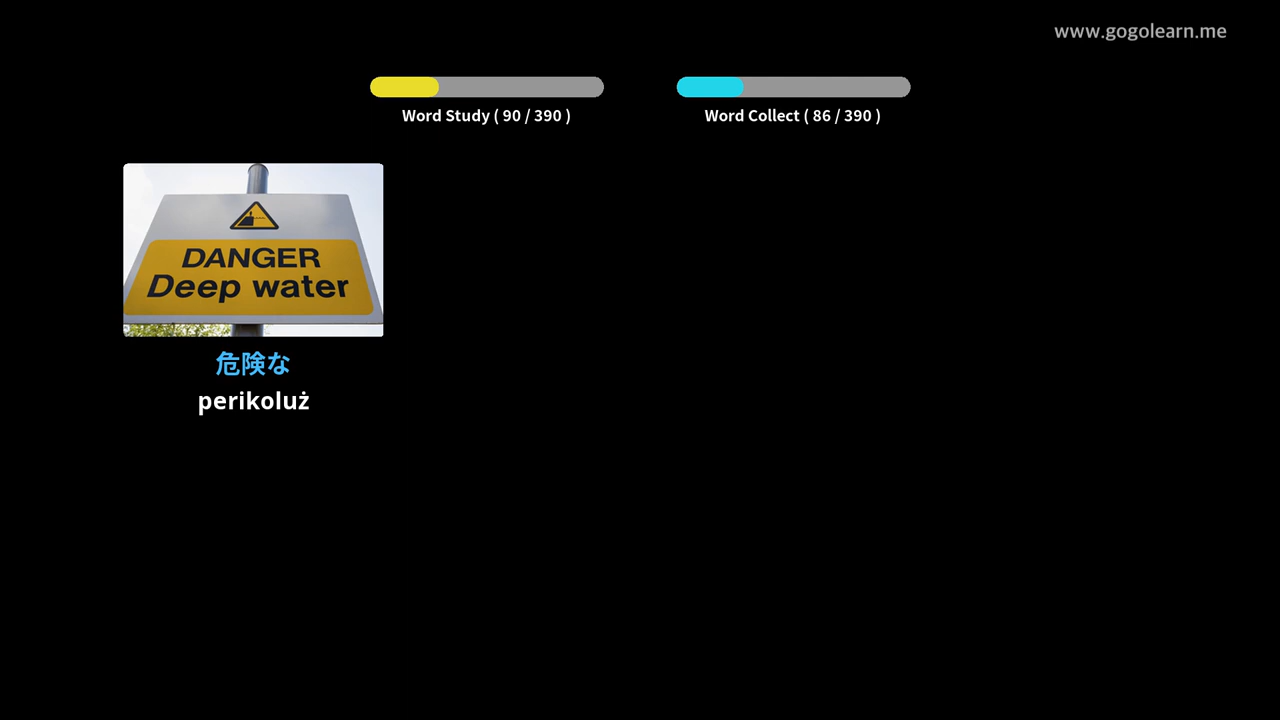 www.gogolearn.me
Word Study ( 90 / 390 )
Word Collect ( 86 / 390 )
DANGER
Deep water
危険な
perikoluż